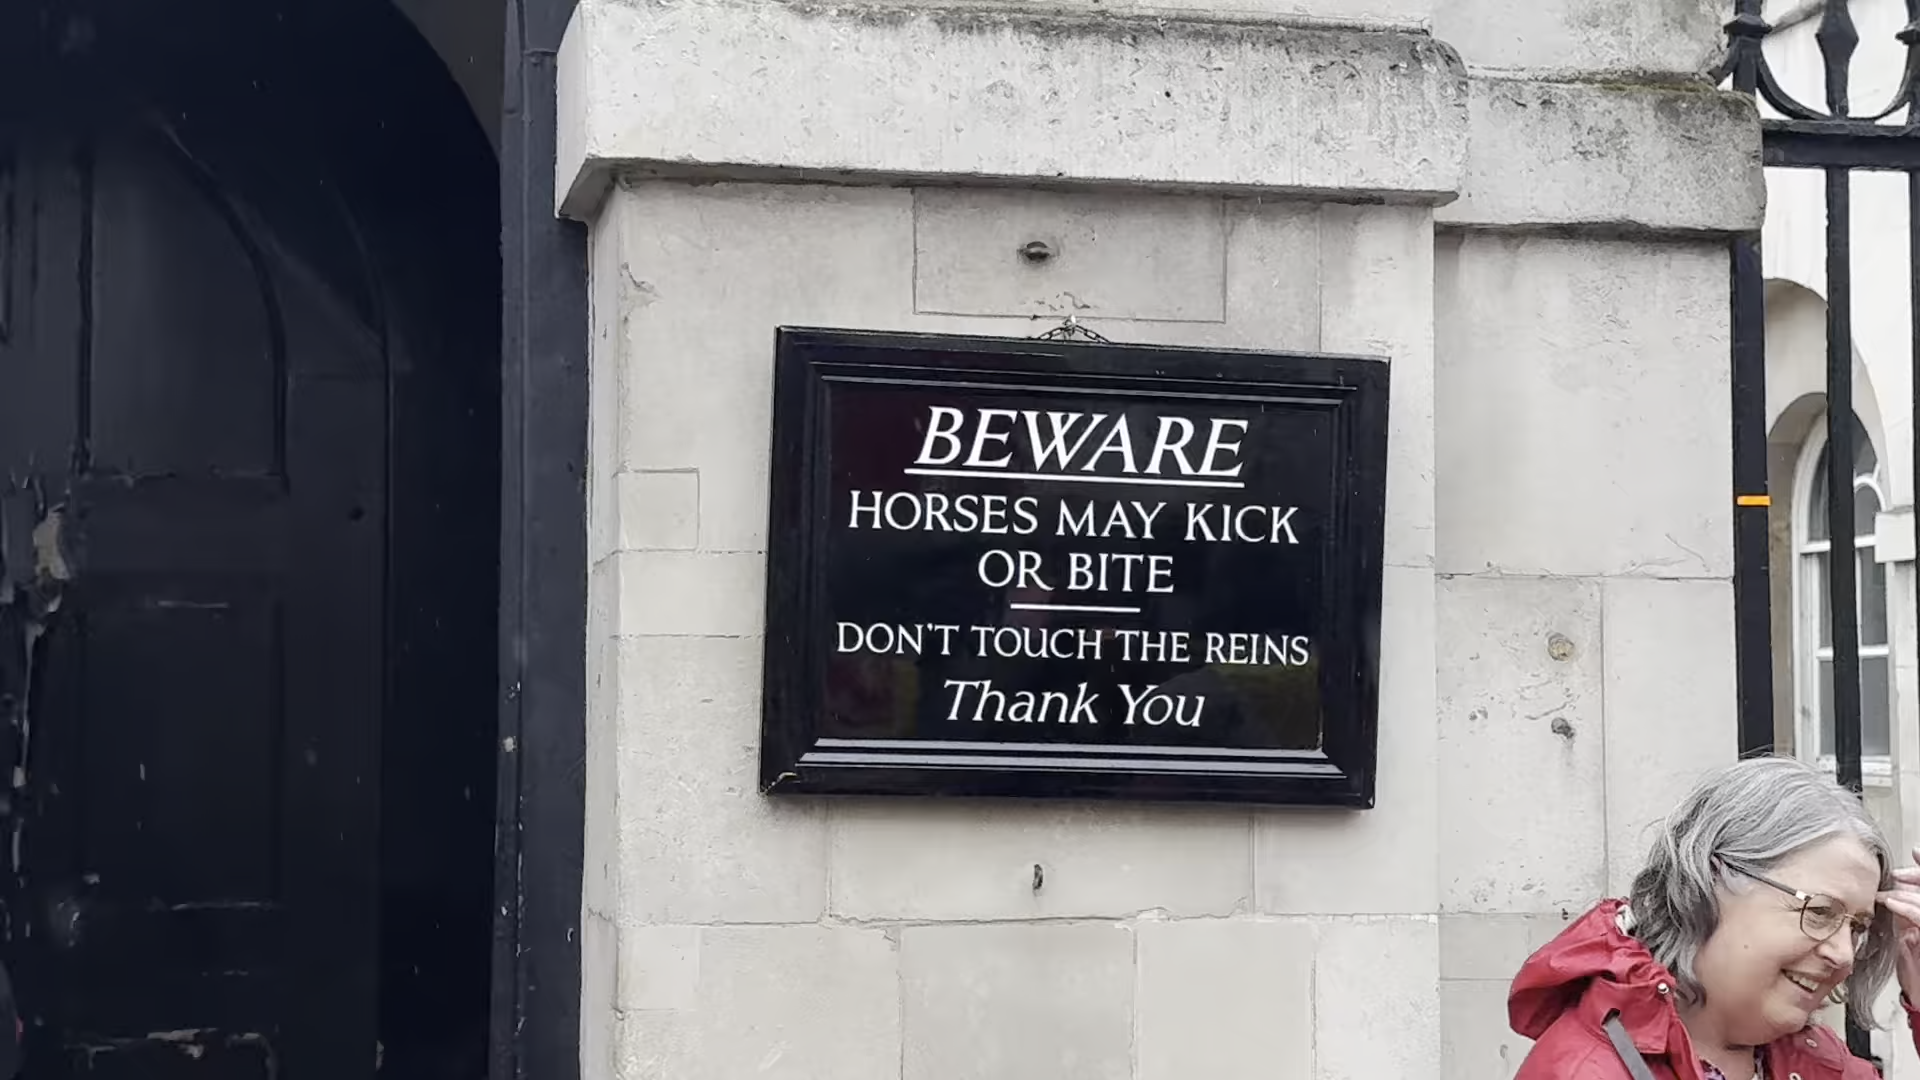 BEWARE
HORSES MAY KICK
OR BITE
DON'T TOUCH THE REINS
Thank You